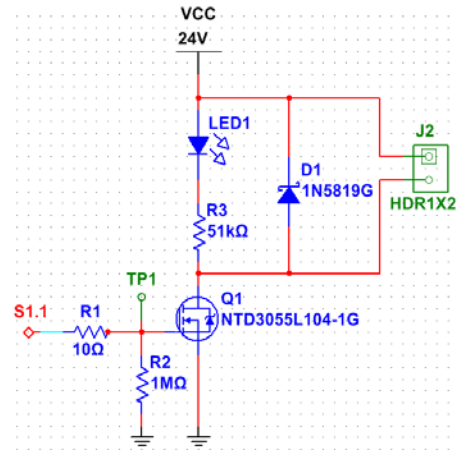 VCC
24V
LED1
J2
D1
1N5819G
HDR1X2
R3
51kΩ
TP1
Q1
S1.1
R1
NTD3055L104-1G
10Ω
R2
1MΩ